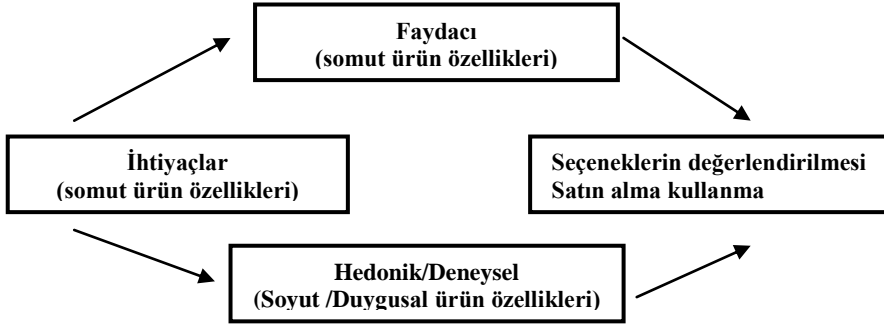 Faydacı
(somut ürün özellikleri)
İhtiyaçlar
(somut ürün özellikleri)
Seçeneklerin değerlendirilmesi
Satın alma kullanma
Hedonik/Deneysel
(Soyut /Duygusal ürün özellikleri)